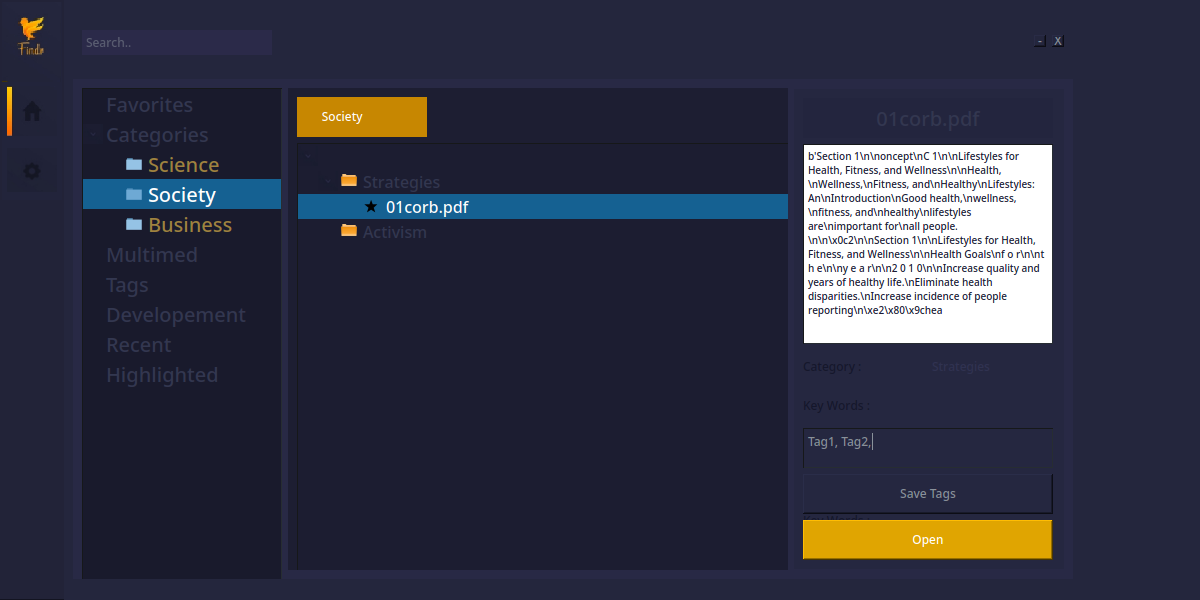 Findle
Search..
- X
Favorites
Categories
Science
Society
Business
Multimed
Tags
Developement
Recent
Highlighted
Society
Strategies
01corb.pdf
Activism
01corb.pdf
b'Section 1\n\noncept\nC 1\n\nLifestyles for
Health, Fitness, and Wellness\n\nHealth,
\nWellness,\nFitness, and\nHealthy\nLifestyles:
An\nIntroduction\nGood health,\nwellness,
\nfitness, and\nhealthy\nlifestyles
are\nimportant for\nall people.
\n\n\x0c2\n\nSection 1\n\nLifestyles for Health,
Fitness, and Wellness\n\nHealth Goals\nf o r\n\nt
h e\n\ny e a r\n\n2 0 1 0\n\nIncrease quality and
years of healthy life.\nEliminate health
disparities.\nIncrease incidence of people
reporting\n\xe2\x80\x9chea
Category : Strategies
Key Words :
Tag1, Tag2,
Save Tags
Key Words :
Open